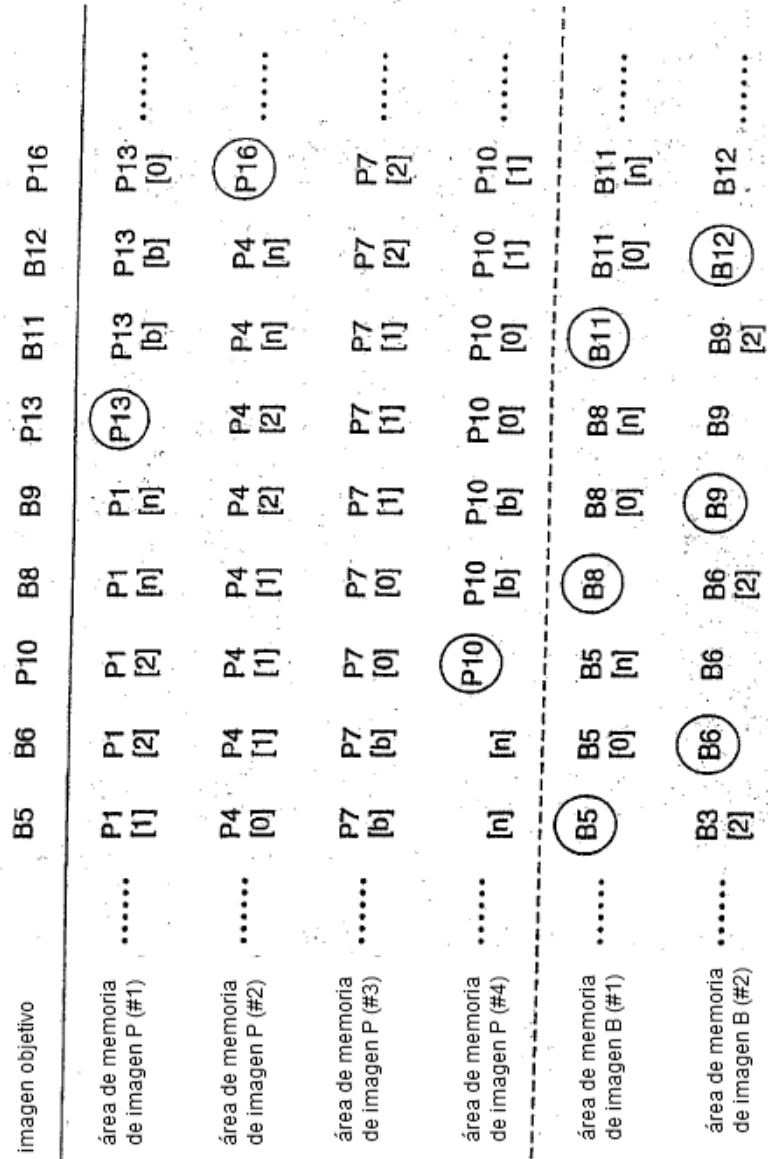 imagen objetivo B5 B6 P10 B8 B9 P13 B11 B12 P16
área de memoria ...... P1 P1 P1 P1 P1 P13 P13 P13 P13 ......
de imagen P (#1) [1] [2] [2] [n] [n] [b] [b] [0]
área de memoria ...... P4 P4 P4 P4 P4 P4 P4 P4 P16 ......
de imagen P (#2) [0] [1] [1] [1] [2] [2] [n] [n]
área de memoria ...... P7 P7 P7 P7 P7 P7 P7 P7 P7 ......
de imagen P (#3) [b] [b] [0] [0] [1] [1] [1] [2] [2]
área de memoria ...... P10 P10 P10 P10 P10 P10 P10 ......
de imagen P (#4) [n] [n] [b] [b] [0] [0] [1] [1]
área de memoria ...... B5 B5 B5 B8 B8 B8 B11 B11 B11 ......
de imagen B (#1) [0] [n] [0] [n] [0] [n]
área de memoria ...... B3 B6 B6 B6 B9 B9 B9 B12 B12 ......
de imagen B (#2) [2] [2] [2]